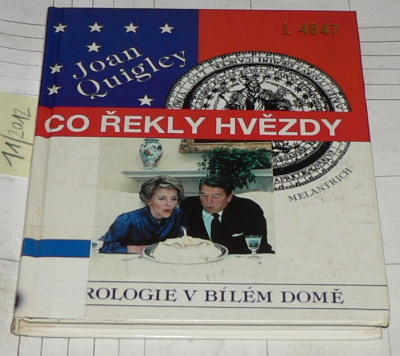 L 4847
Joan
Quigley
11/2012
CO ŘEKLY HVĚZDY
MELANTRICH
ROLOGIE V BÍLÉM DOMĚ